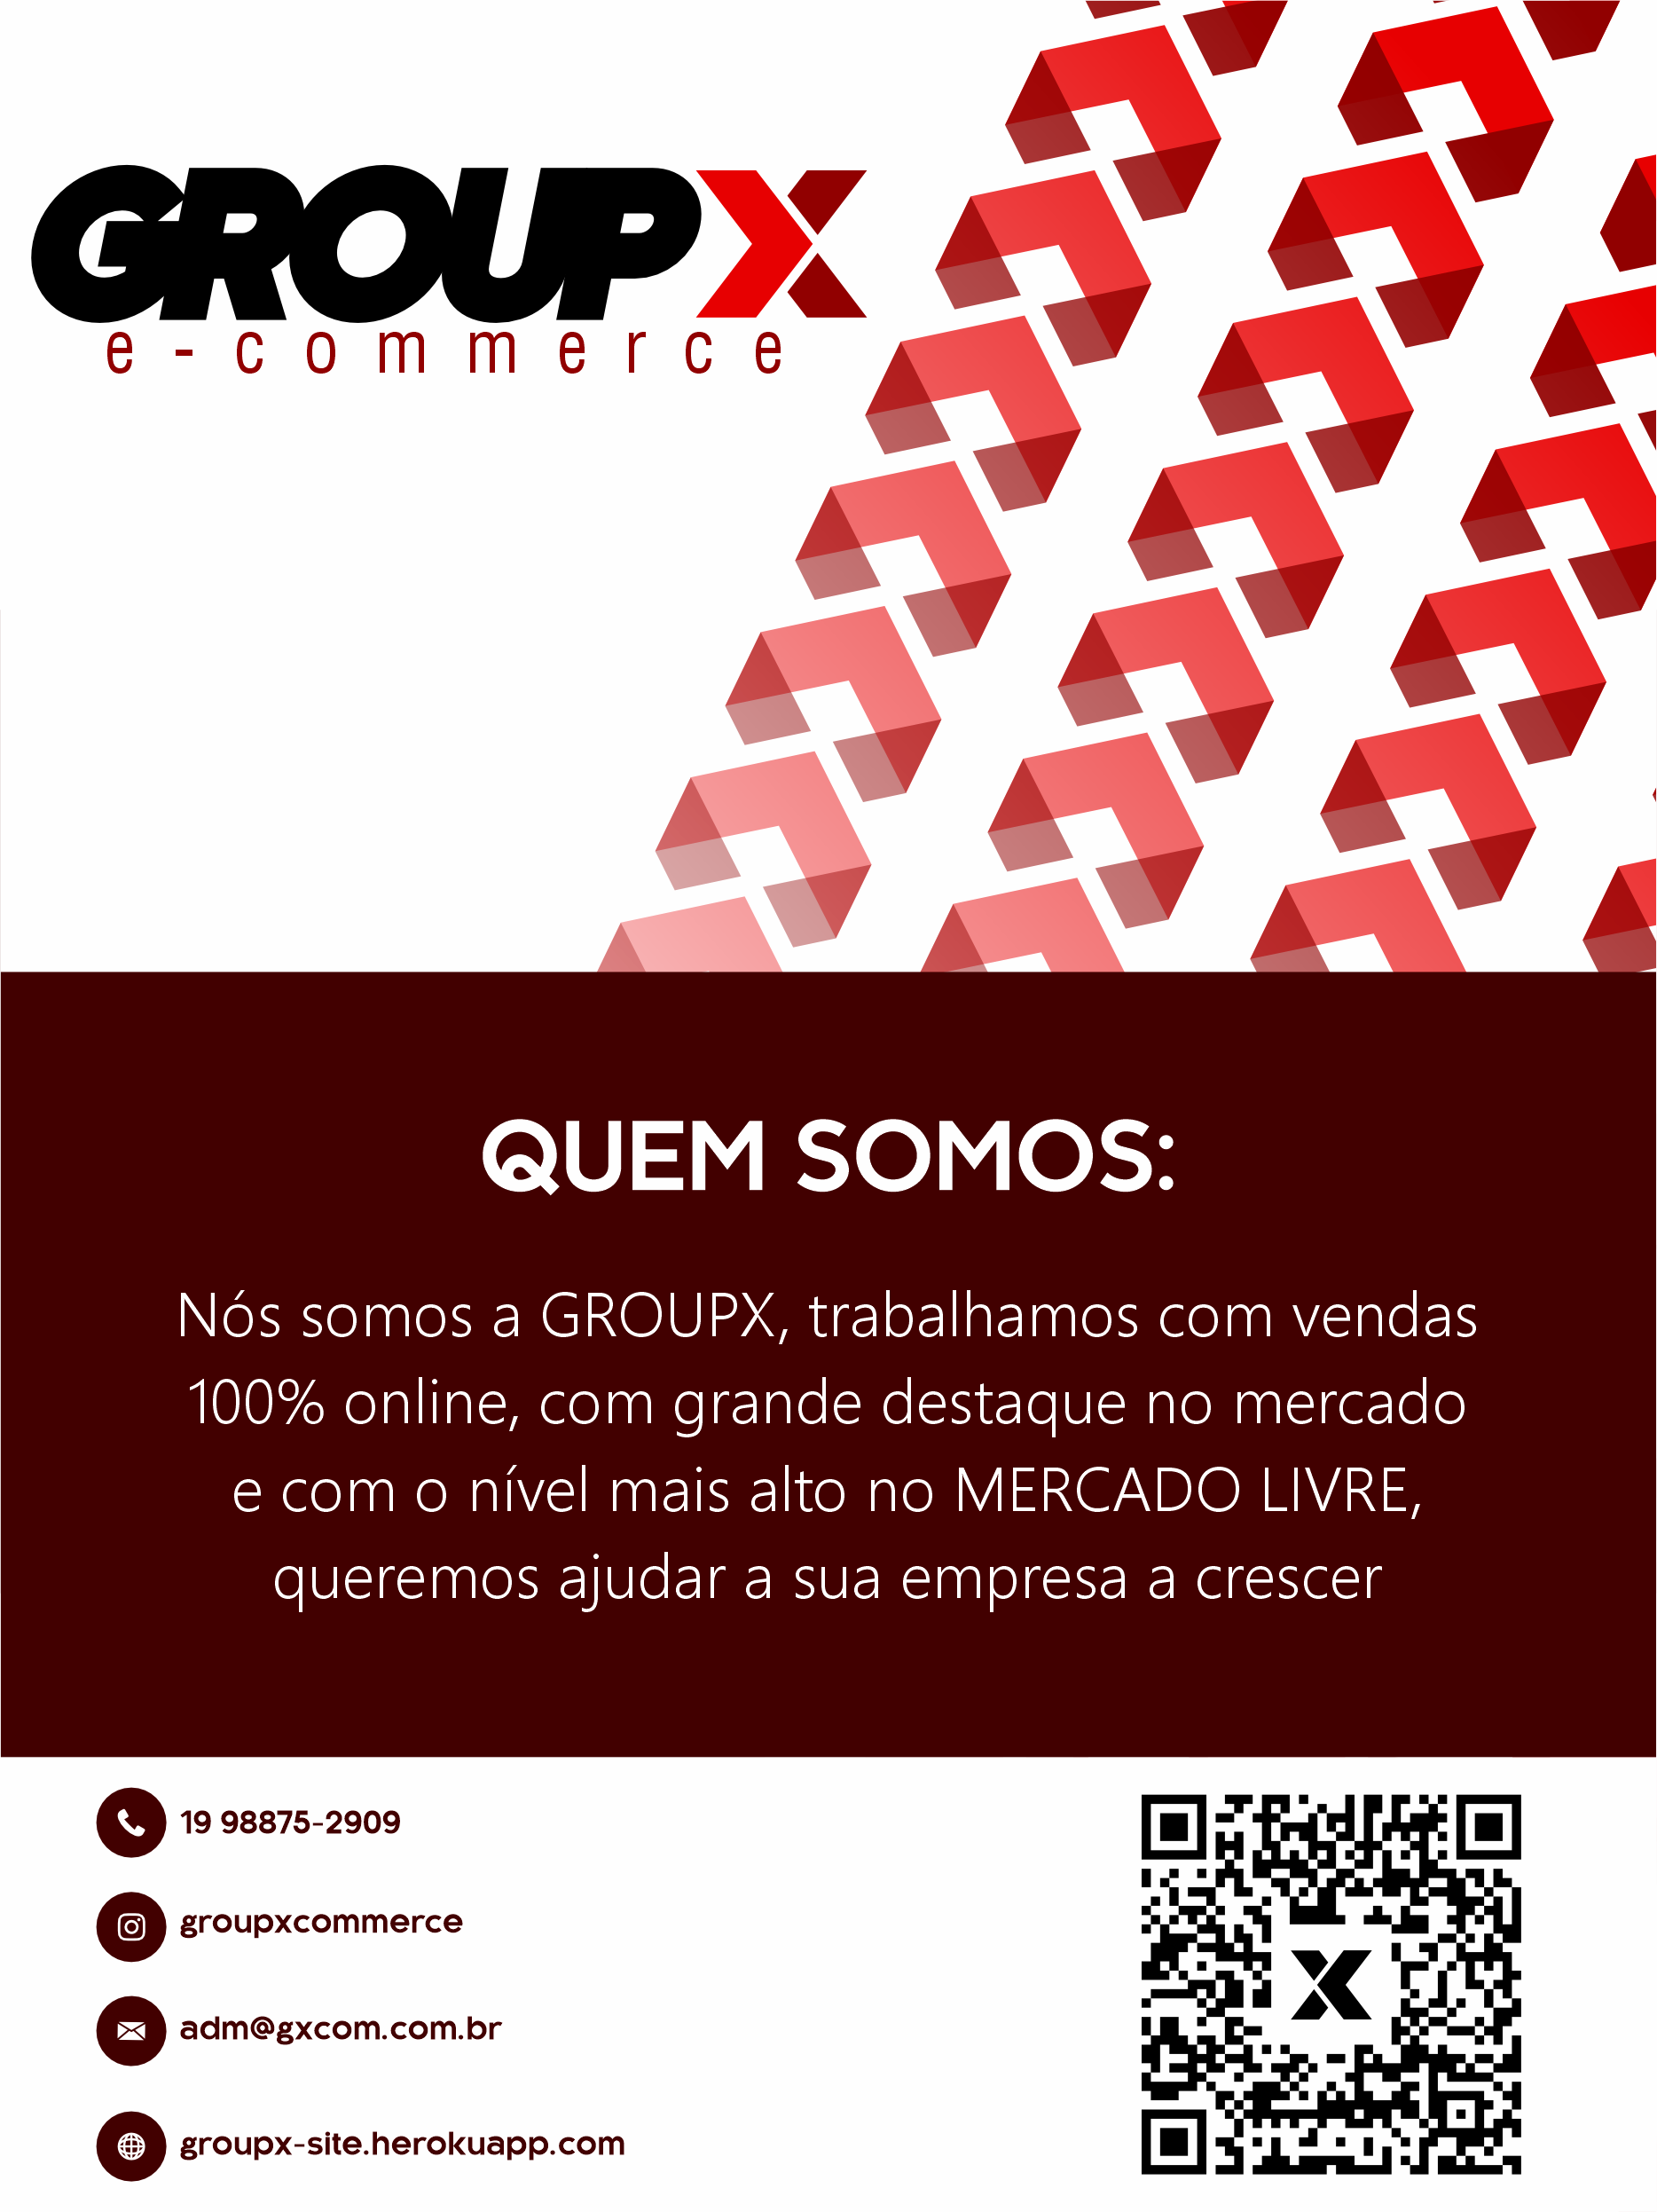 GROUPX
e-commerce
QUEM SOMOS:
Nós somos a GROUPX, trabalhamos com vendas
100% online, com grande destaque no mercado
e com o nível mais alto no MERCADO LIVRE,
queremos ajudar a sua empresa a crescer
19 98875-2909
groupxcommerce
adm@gxcom.com.br
groupx-site.herokuapp.com
X